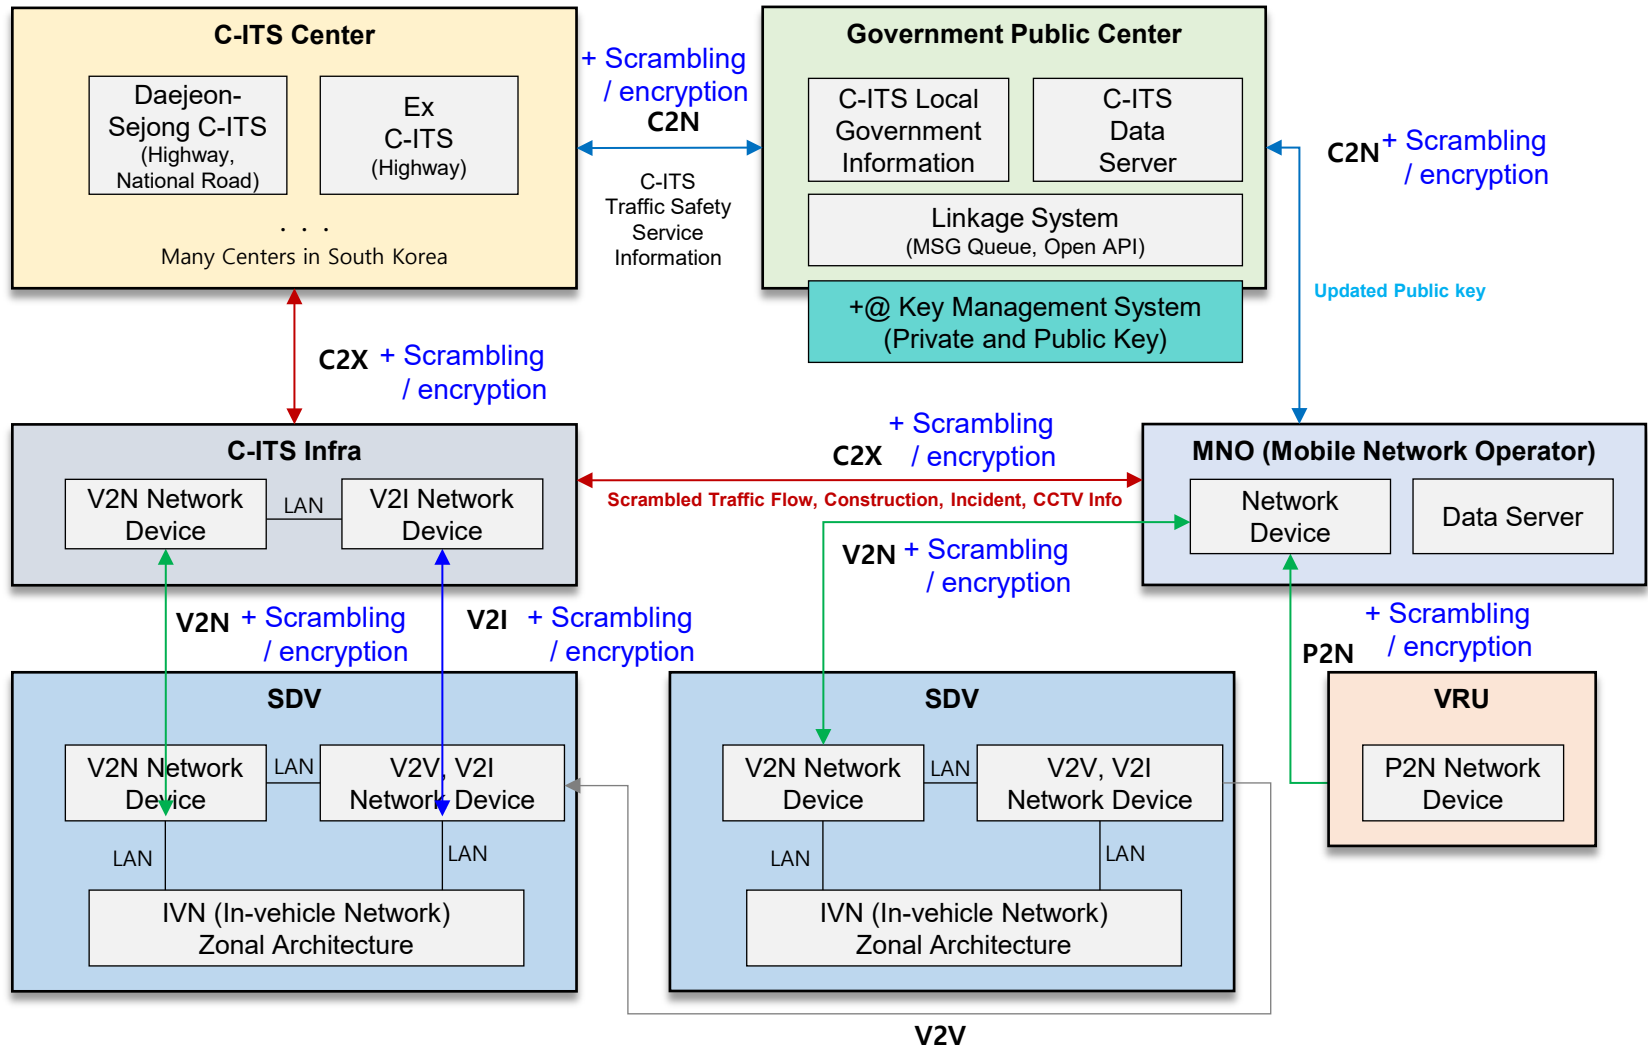 C-ITS Center
Daejeon-
Sejong C-ITS
(Highway,
National Road)
Ex
C-ITS
(Highway)
. . .
Many Centers in South Korea
+ Scrambling
/ encryption
C2N
C-ITS
Traffic Safety
Service
Information
Government Public Center
C-ITS Local
Government
Information
C-ITS
Data
Server
Linkage System
(MSG Queue, Open API)
+@ Key Management System
(Private and Public Key)
C2N + Scrambling
/ encryption
Updated Public key
C2X + Scrambling
/ encryption
C-ITS Infra
V2N Network
Device
LAN
V2I Network
Device
+ Scrambling
C2X / encryption
Scrambled Traffic Flow, Construction, Incident, CCTV Info
MNO (Mobile Network Operator)
Network
Device
Data Server
V2N + Scrambling
/ encryption
V2N + Scrambling
/ encryption
V2I + Scrambling
/ encryption
+ Scrambling
/ encryption
P2N
SDV
V2N Network
Device
LAN
V2V, V2I
Network Device
LAN
LAN
IVN (In-vehicle Network)
Zonal Architecture
SDV
V2N Network
Device
LAN
V2V, V2I
Network Device
LAN
LAN
IVN (In-vehicle Network)
Zonal Architecture
VRU
P2N Network
Device
V2V